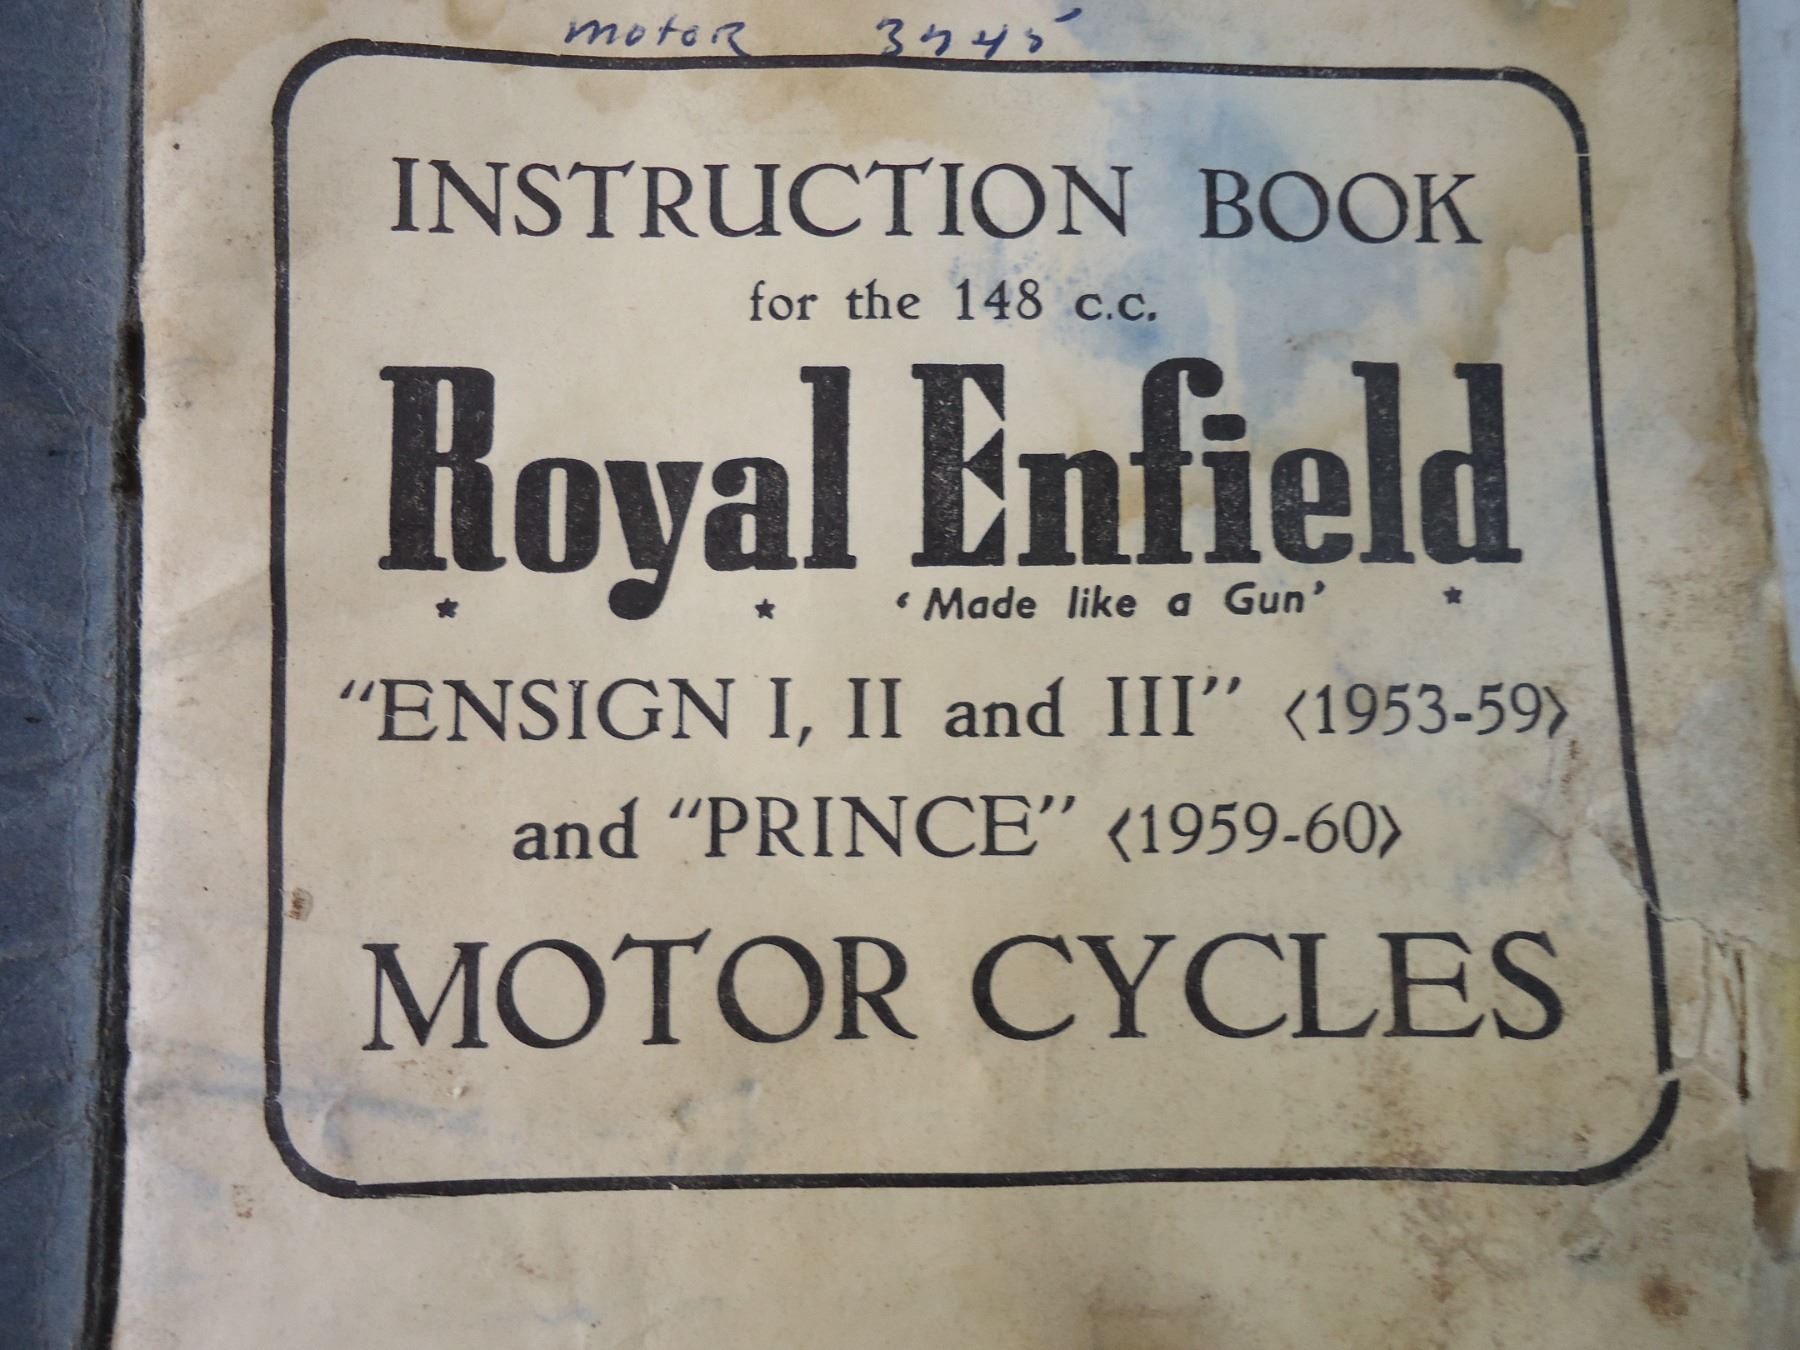 motor
INSTRUCTION BOOK
for the 148 c.c.
Royal Enfield
'Made like a Gun'
"ENSIGN I, II and III" (1953-59)
and "PRINCE" (1959-60)
MOTOR CYCLES